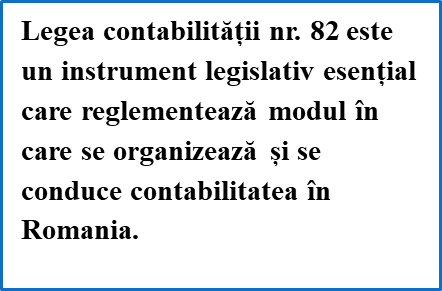 Legea contabilității nr. 82 este
un instrument legislativ esențial
care reglementează modul în
care se organizează și se
conduce contabilitatea în
Romania.